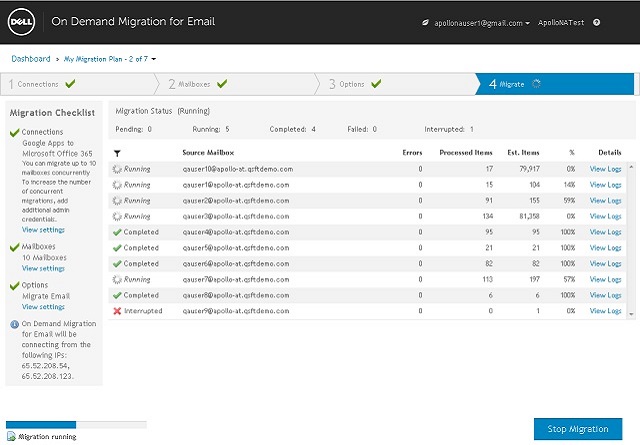 DELL On Demand Migration for Email
apollonauser1@gmail.com ApolloNATest
Dashboard » My Migration Plan - 2 of 7
1 Connections 2 Mailboxes 3 Options 4 Migrate
Migration Checklist
Connections
Google Apps to
Microsoft Office 365
You can migrate up to 10
mailboxes concurrently
To increase the number
of concurrent
migrations, add
additional admin
credentials.
View settings
Mailboxes
10 Mailboxes
View settings
Options
Migrate Email
View settings
On Demand Migration
for Email will be
connecting from the
following IPs:
65.52.208.54,
65.52.208.123.
Migration Status (Running)
Pending: 0 Running: 5 Completed: 4 Failed: 0 Interrupted: 1
Source Mailbox Errors Processed Items Est. Items % Details
Running qauser10@apollo-at.qsftdemo.com 0 17 79,917 0% View Logs
Running qauser1@apollo-at.qsftdemo.com 0 15 104 14% View Logs
Running qauser2@apollo-at.qsftdemo.com 0 91 155 59% View Logs
Running qauser3@apollo-at.qsftdemo.com 0 134 81,358 0% View Logs
Completed qauser4@apollo-at.qsftdemo.com 0 95 95 100% View Logs
Completed qauser5@apollo-at.qsftdemo.com 0 21 21 100% View Logs
Completed qauser6@apollo-at.qsftdemo.com 0 82 82 100% View Logs
Running qauser7@apollo-at.qsftdemo.com 0 113 197 57% View Logs
Completed qauser8@apollo-at.qsftdemo.com 0 6 6 100% View Logs
Interrupted qauser9@apollo-at.qsftdemo.com 0 0 1 0% View Logs
Migration running
Stop Migration